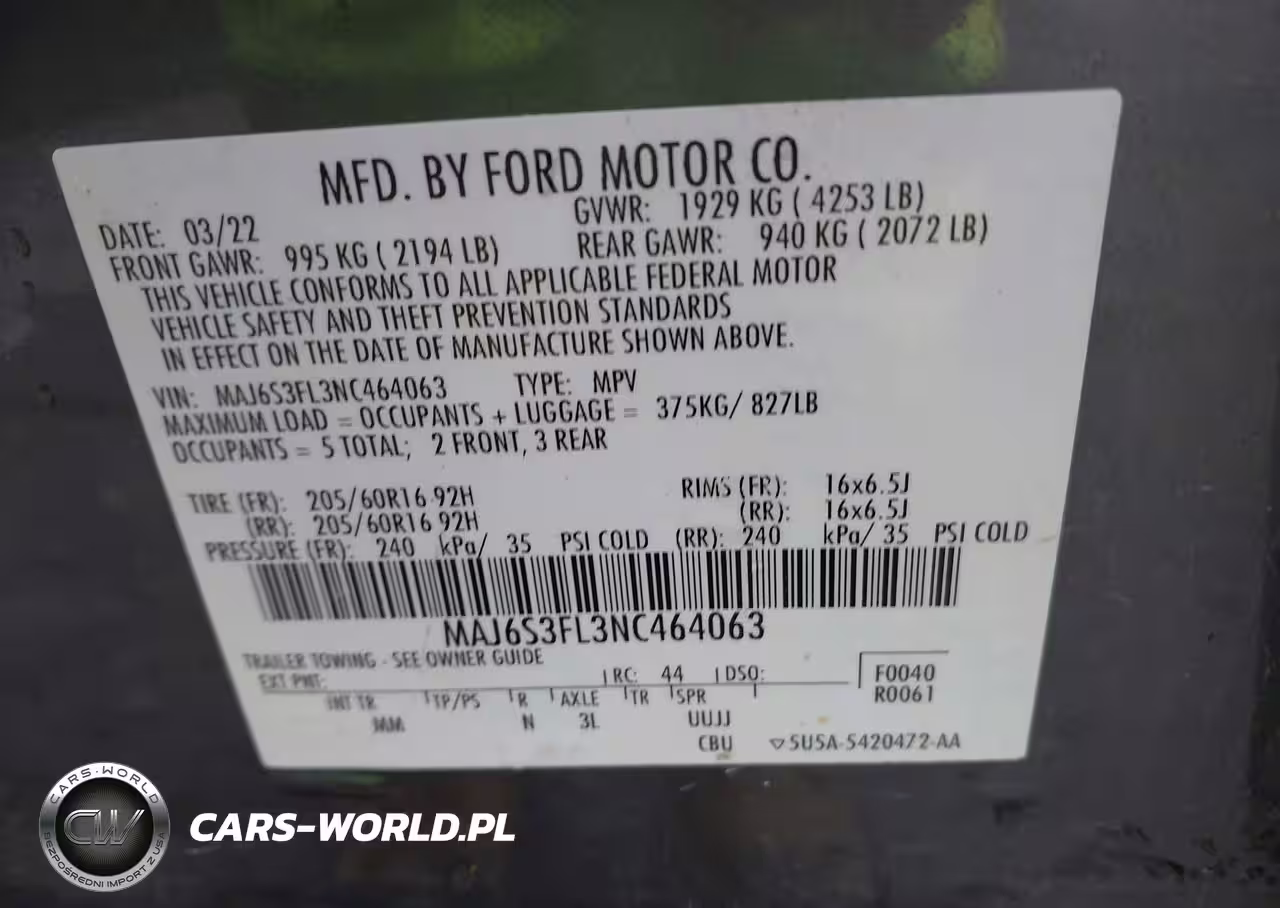 MFD. BY FORD MOTOR CO.
DATE: 03/22 GVWR: 1929 KG ( 4253 LB)
FRONT GAWR: 995 KG ( 2194 LB) REAR GAWR: 940 KG ( 2072 LB)
THIS VEHICLE CONFORMS TO ALL APPLICABLE FEDERAL MOTOR
VEHICLE SAFETY AND THEFT PREVENTION STANDARDS
IN EFFECT ON THE DATE OF MANUFACTURE SHOWN ABOVE.
VIN: MAJ6S3FL3NC464063 TYPE: MPV
MAXIMUM LOAD = OCCUPANTS + LUGGAGE = 375KG/ 827LB
OCCUPANTS = 5 TOTAL; 2 FRONT, 3 REAR
TIRE (FR): 205/60R16 92H RIMS (FR): 16x6.5J
(RR): 205/60R16 92H (RR): 16x6.5J
PRESSURE (FR): 240 kPa/ 35 PSI COLD (RR): 240 kPa/ 35 PSI COLD
MAJ6S3FL3NC464063
TRAILER TOWING - SEE OWNER GUIDE
EXT PNT: RC: 44 DSO: F0040
R0061
INT TR TP/PS R AXLE TR SPR
MM N 3L UUJJ
CBU ▽5U5A-5420472-AA
CARS-WORLD
CW
BEZPOŚREDNI IMPORT Z USA
CARS-WORLD.PL